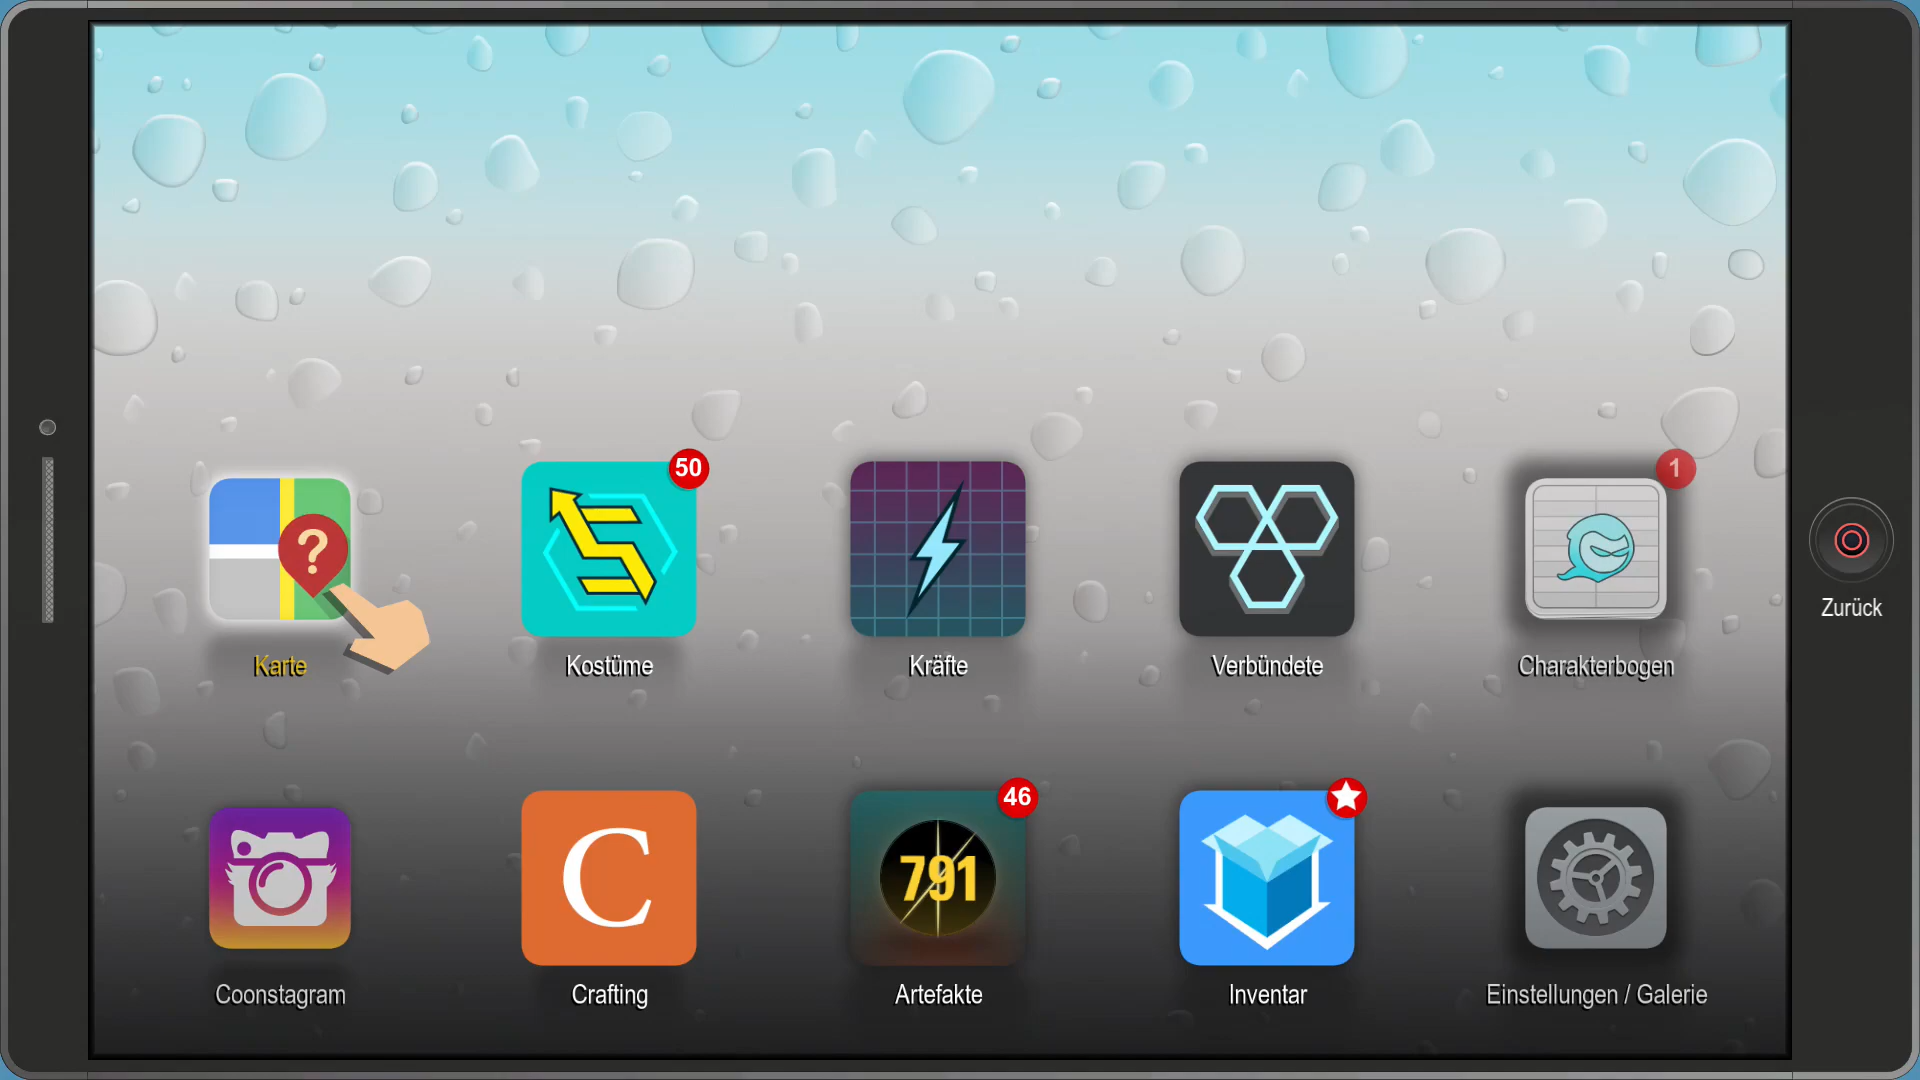 50
1
?
Karte
Kostüme
Kräfte
Verbündete
Charakterbogen
Zurück
46
C
791
Coonstagram
Crafting
Artefakte
Inventar
Einstellungen / Galerie